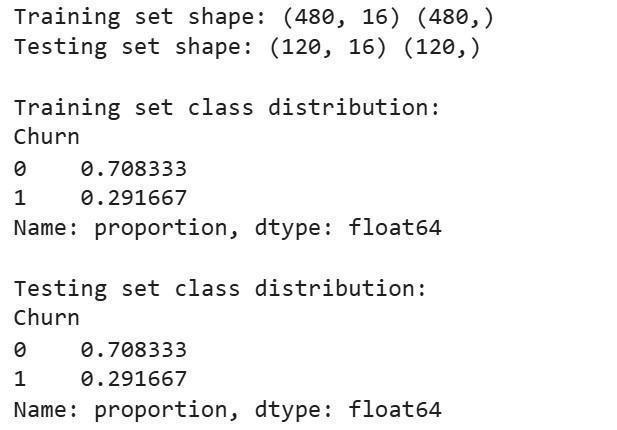 Training set shape: (480, 16) (480,)
Testing set shape: (120, 16) (120,)
Training set class distribution:
Churn
0    0.708333
1    0.291667
Name: proportion, dtype: float64
Testing set class distribution:
Churn
0    0.708333
1    0.291667
Name: proportion, dtype: float64